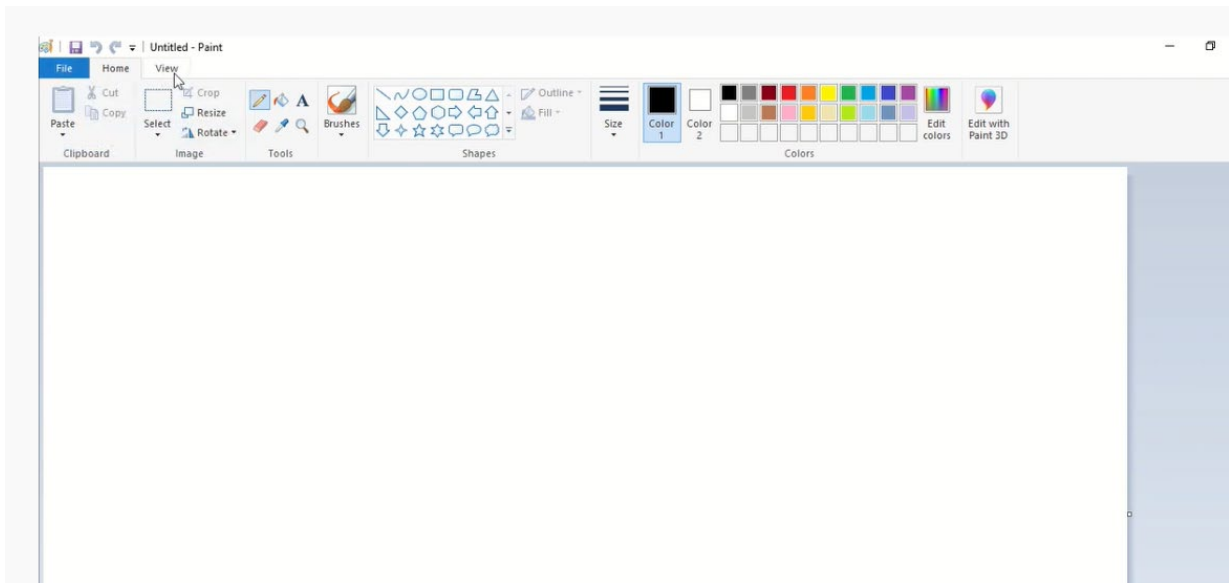 Untitled - Paint
File Home View
Cut
Copy
Paste
Clipboard
Select
Crop
Resize
Rotate
Image
A
Tools
Brushes
Outline
Fill
Shapes
Size
Color
1
Color
2
Edit
colors
Colors
Edit with
Paint 3D